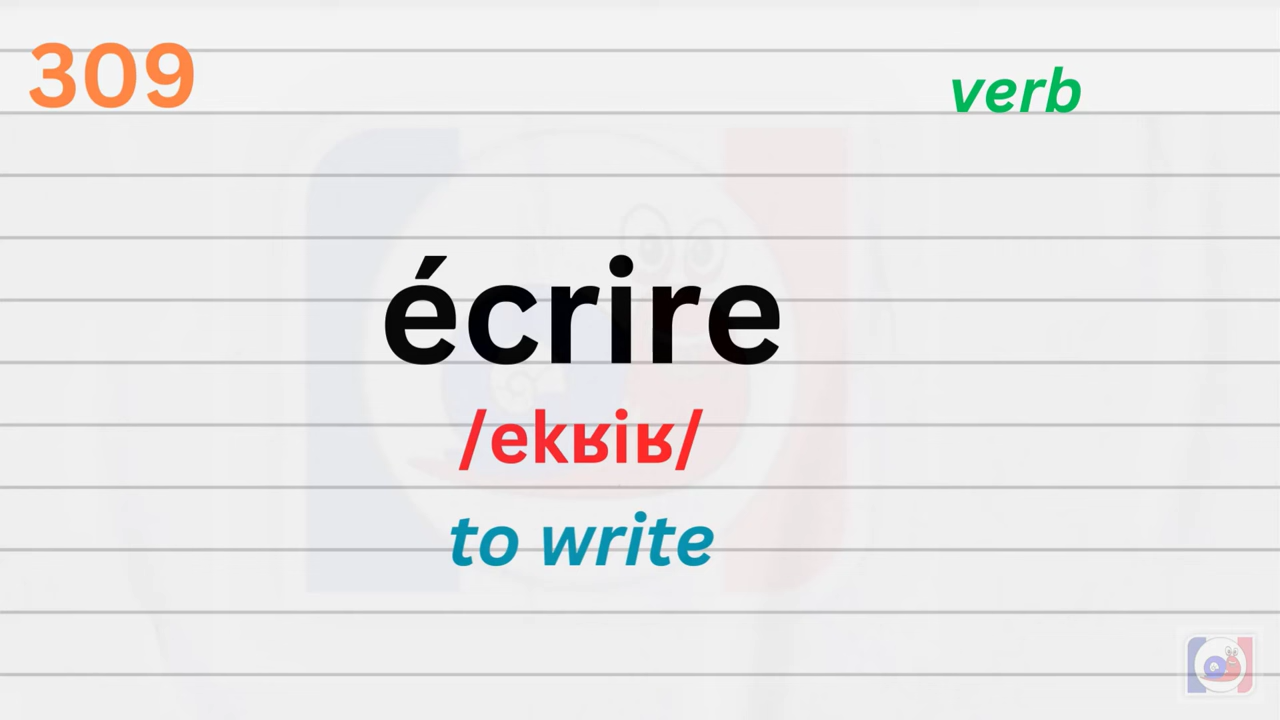 309
verb
écrire
/ekʁiʁ/
to write